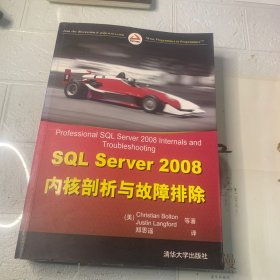 Professional SQL Server 2008 Internals and
Troubleshooting
SQL Server 2008
内核剖析与故障排除
(美) Christian Bolton 等著
Justin Langford
郑思遥 译
清华大学出版社